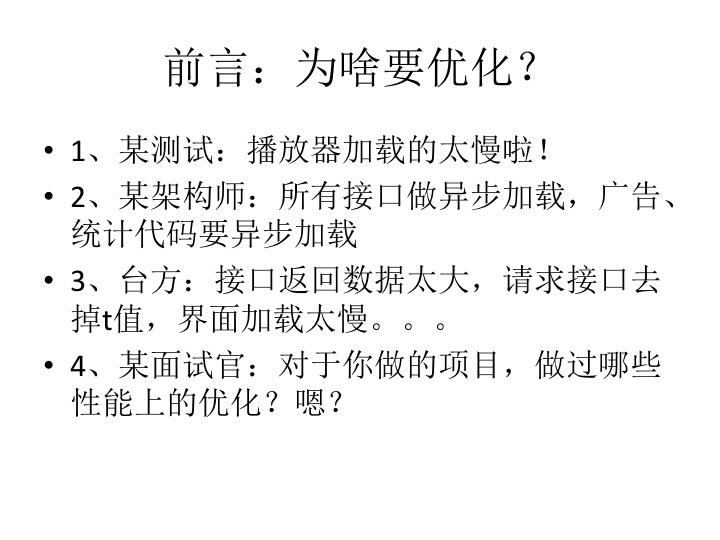 前言：为啥要优化？
• 1、某测试：播放器加载的太慢啦！
• 2、某架构师：所有接口做异步加载，广告、
统计代码要异步加载
• 3、台方：接口返回数据太大，请求接口去
掉t值，界面加载太慢。。。
• 4、某面试官：对于你做的项目，做过哪些
性能上的优化？嗯？